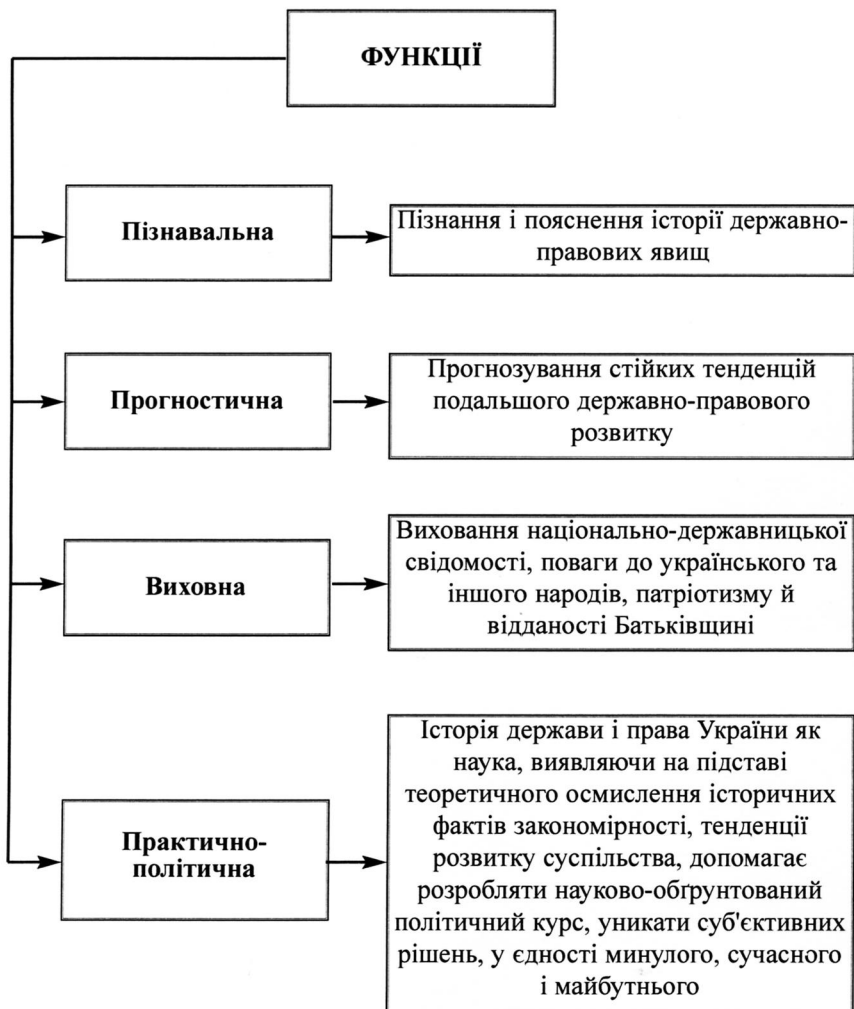 ФУНКЦІЇ
Пізнавальна
Пізнання і пояснення історії державно-
правових явищ
Прогностична
Прогнозування стійких тенденцій
подальшого державно-правового
розвитку
Виховна
Виховання національно-державницької
свідомості, поваги до українського та
іншого народів, патріотизму й
відданості Батьківщині
Практично-
політична
Історія держави і права України як
наука, виявляючи на підставі
теоретичного осмислення історичних
фактів закономірності, тенденції
розвитку суспільства, допомагає
розробляти науково-обґрунтований
політичний курс, уникати суб'єктивних
рішень, у єдності минулого, сучасного
і майбутнього